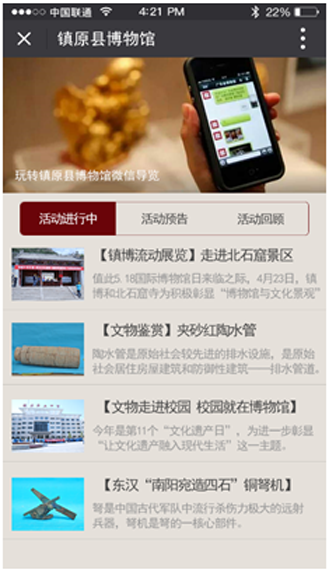 中国联通 4:21 PM 22%
镇原县博物馆
玩转镇原县博物馆微信导览
活动进行中 活动预告 活动回顾
【镇博流动展览】走进北石窟景区
值此5.18国际博物馆日来临之际，4月23日，镇
博和北石窟寺为积极彰显“博物馆与文化景观”
【文物鉴赏】夹砂红陶水管
陶水管是原始社会较先进的排水设施，是原始
社会居住房屋建筑和防御性建筑——排水管道。
【文物走进校园 校园就在博物馆】
今年是第11个“文化遗产日”，为进一步彰显
“让文化遗产融入现代生活”这一主题。
【东汉“南阳宛造四石”铜弩机】
弩是中国古代军队中流行杀伤力极大的远射
兵器，弩机是弩的一核心部件。